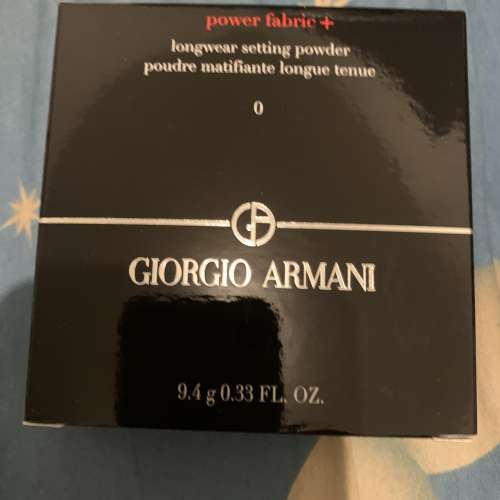 power fabric +
longwear setting powder
poudre matifiante longue tenue
0
GIORGIO ARMANI
9.4 g 0.33 FL. OZ.